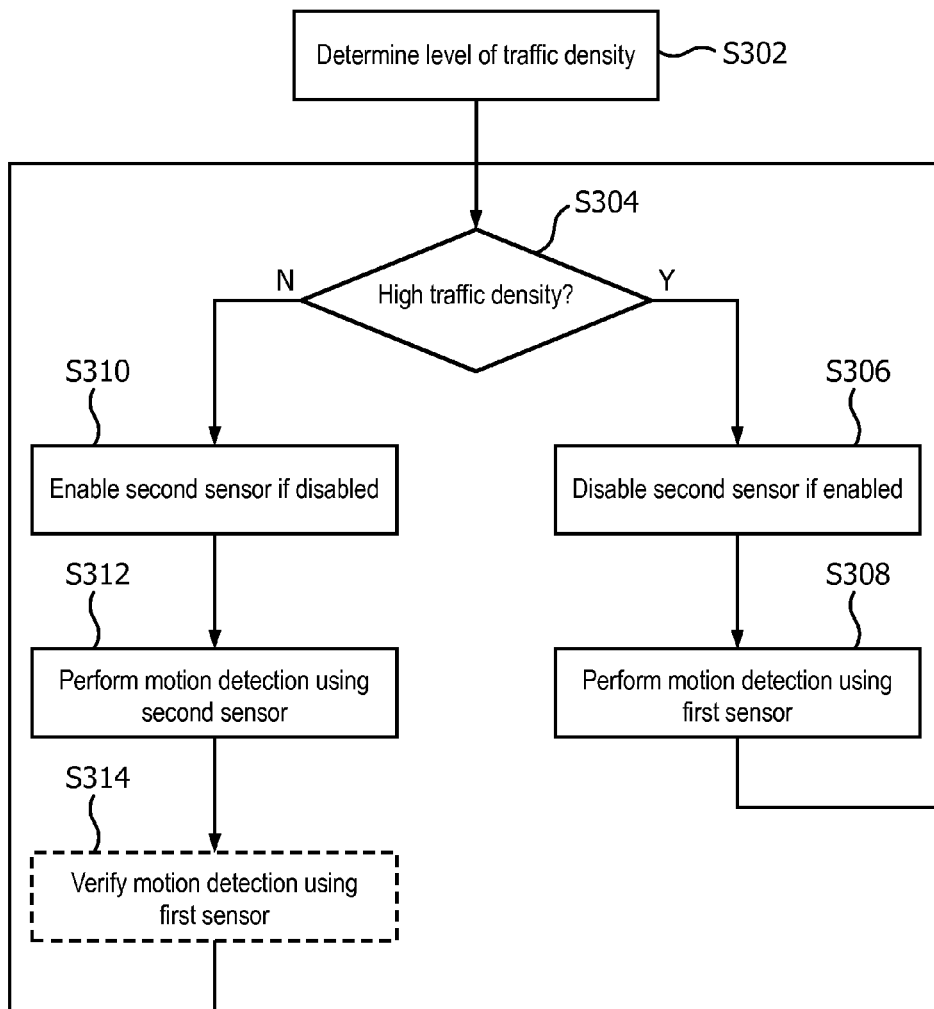 Determine level of traffic density
S302
S304
N
High traffic density?
Y
S310
S306
Enable second sensor if disabled
Disable second sensor if enabled
S312
S308
Perform motion detection using
second sensor
Perform motion detection using
first sensor
S314
Verify motion detection using
first sensor